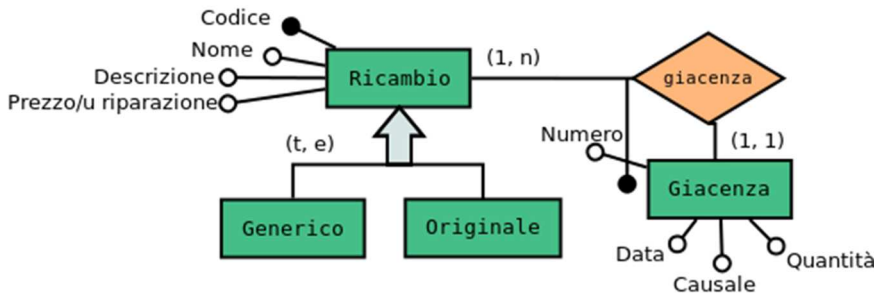 Codice
Nome
Descrizione
Prezzo/u riparazione
Ricambio
(1, n)
giacenza
(t, e)
Numero
(1, 1)
Generico
Originale
Giacenza
Data
Causale
Quantità